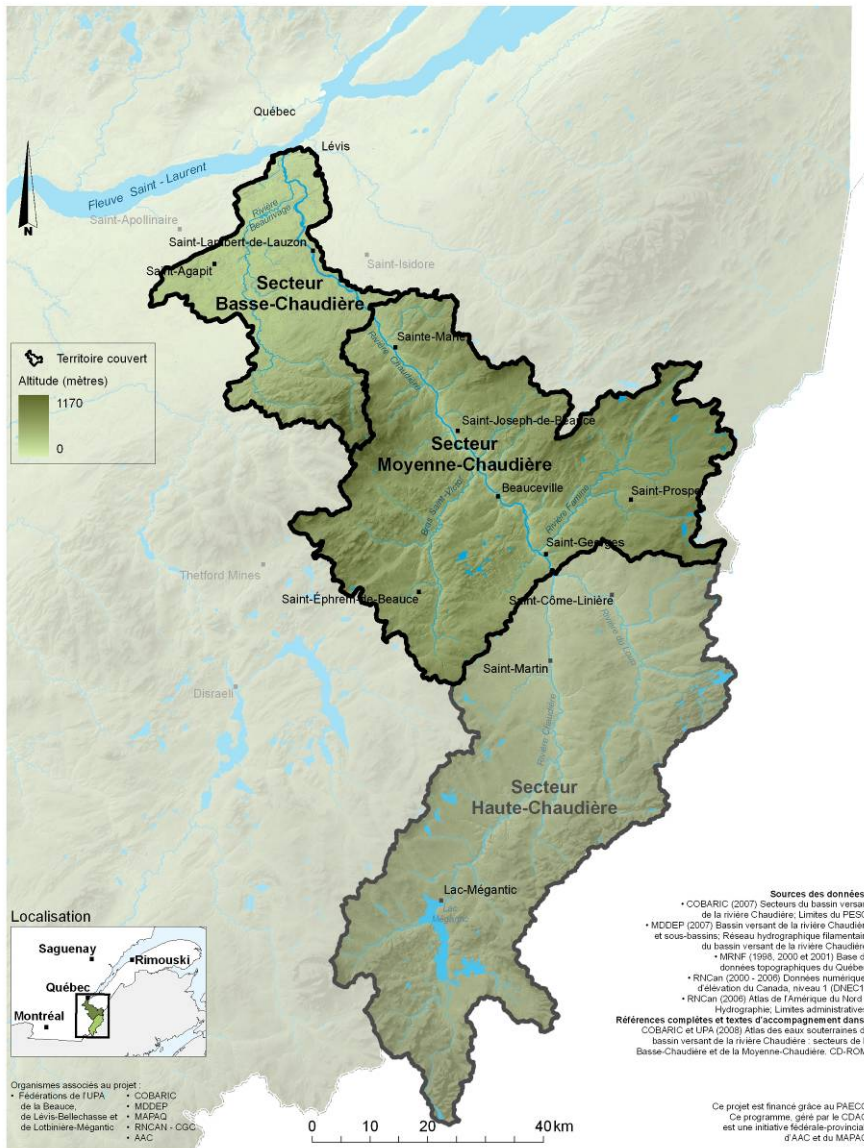 Québec
Lévis
Fleuve Saint - Laurent
Saint-Apollinaire
Rivière
Beaurivage
Saint-Lambert-de-Lauzon
Saint-Isidore
Saint-Agapit
Secteur
Basse-Chaudière
N
Territoire couvert
Altitude (mètres)
1170
0
Sainte-Marie
Rivière Chaudière
Saint-Joseph-de-Beauce
Secteur
Moyenne-Chaudière
Beauceville
Saint-Prosper
Bras Saint-Victor
Rivière Famine
Saint-Georges
Thetford Mines
Saint-Éphrem-de-Beauce
Saint-Côme-Linière
Rivière du Loup
Saint-Martin
Disraeli
Rivière Chaudière
Secteur
Haute-Chaudière
Lac-Mégantic
Lac
Mégantic
Localisation
Saguenay
Rimouski
Québec
Montréal
Sources des données
• COBARIC (2007) Secteurs du bassin versan
de la rivière Chaudière; Limites du PESC
• MDDEP (2007) Bassin versant de la rivière Chaudière
et sous-bassins; Réseau hydrographique filamentair
du bassin versant de la rivière Chaudière
• MRNF (1998, 2000 et 2001) Base d
données topographiques du Québe
• RNCan (2000 - 2006) Données numérique
d'élévation du Canada, niveau 1 (DNEC1
• RNCan (2006) Atlas de l'Amérique du Nord
Hydrographie; Limites administratives
Références complètes et textes d'accompagnement dans
COBARIC et UPA (2008) Atlas des eaux souterraines d
bassin versant de la rivière Chaudière : secteurs de l
Basse-Chaudière et de la Moyenne-Chaudière. CD-ROM
Organismes associés au projet :
• Fédérations de l'UPA
de la Beauce,
de Lévis-Bellechasse et
de Lotbinière-Mégantic
• COBARIC
• MDDEP
• MAPAQ
• RNCAN - CGC
• AAC
0 10 20 40 km
Ce projet est financé grâce au PAECQ
Ce programme, géré par le CDAQ
est une initiative fédérale-provincial
d'AAC et du MAPAQ